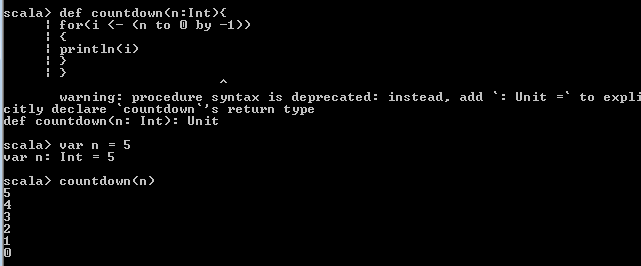 scala> def countdown(n:Int){
     | for(i <- (n to 0 by -1))
     | {
     | println(i)
     | }
     | }
                           ^
       warning: procedure syntax is deprecated: instead, add `: Unit =` to expli
citly declare `countdown`'s return type
def countdown(n: Int): Unit

scala> var n = 5
var n: Int = 5

scala> countdown(n)
5
4
3
2
1
0